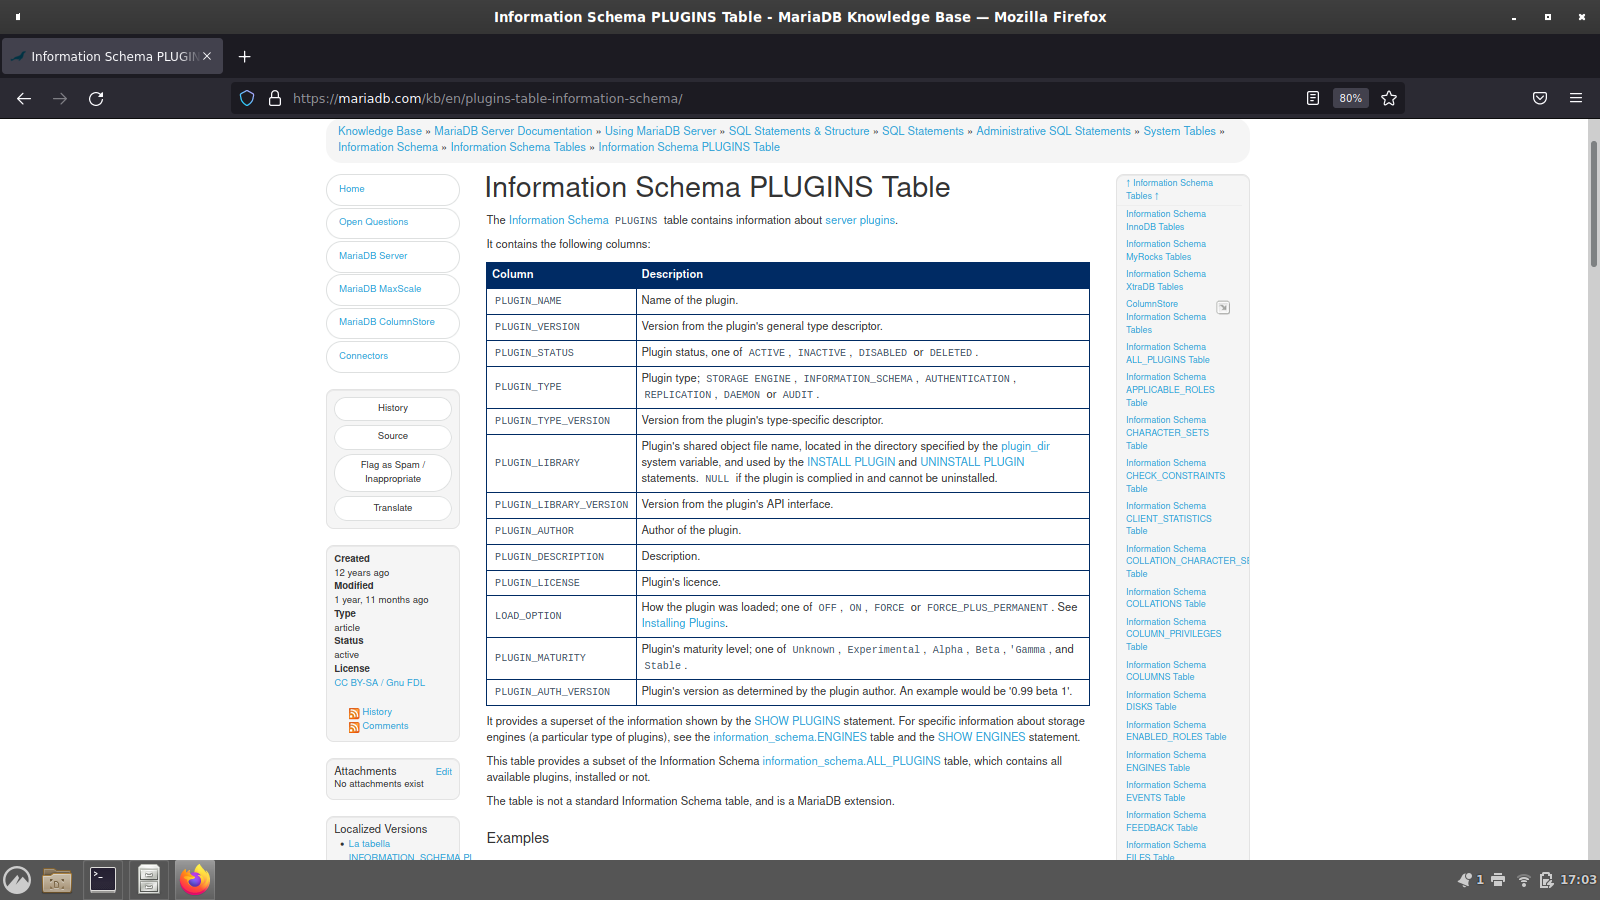 Information Schema PLUGINS Table - MariaDB Knowledge Base — Mozilla Firefox
Information Schema PLUGIN
https://mariadb.com/kb/en/plugins-table-information-schema/
80%
Knowledge Base » MariaDB Server Documentation » Using MariaDB Server » SQL Statements & Structure » SQL Statements » Administrative SQL Statements » System Tables »
Information Schema » Information Schema Tables » Information Schema PLUGINS Table
Home
Open Questions
MariaDB Server
MariaDB MaxScale
MariaDB ColumnStore
Connectors
History
Source
Flag as Spam /
Inappropriate
Translate
Created
12 years ago
Modified
1 year, 11 months ago
Type
article
Status
active
License
CC BY-SA / Gnu FDL
History
Comments
Attachments Edit
No attachments exist
Localized Versions
• La tabella
INFORMATION_SCHEMA.PL
Information Schema PLUGINS Table
The Information Schema PLUGINS table contains information about server plugins.
It contains the following columns:
Column Description
PLUGIN_NAME Name of the plugin.
PLUGIN_VERSION Version from the plugin's general type descriptor.
PLUGIN_STATUS Plugin status, one of ACTIVE, INACTIVE, DISABLED or DELETED.
PLUGIN_TYPE Plugin type; STORAGE ENGINE, INFORMATION_SCHEMA, AUTHENTICATION,
REPLICATION, DAEMON or AUDIT.
PLUGIN_TYPE_VERSION Version from the plugin's type-specific descriptor.
PLUGIN_LIBRARY Plugin's shared object file name, located in the directory specified by the plugin_dir
system variable, and used by the INSTALL PLUGIN and UNINSTALL PLUGIN
statements. NULL if the plugin is complied in and cannot be uninstalled.
PLUGIN_LIBRARY_VERSION Version from the plugin's API interface.
PLUGIN_AUTHOR Author of the plugin.
PLUGIN_DESCRIPTION Description.
PLUGIN_LICENSE Plugin's licence.
LOAD_OPTION How the plugin was loaded; one of OFF, ON, FORCE or FORCE_PLUS_PERMANENT. See
Installing Plugins.
PLUGIN_MATURITY Plugin's maturity level; one of Unknown, Experimental, Alpha, Beta,'Gamma, and
Stable.
PLUGIN_AUTH_VERSION Plugin's version as determined by the plugin author. An example would be '0.99 beta 1'.
It provides a superset of the information shown by the SHOW PLUGINS statement. For specific information about storage
engines (a particular type of plugins), see the information_schema.ENGINES table and the SHOW ENGINES statement.
This table provides a subset of the Information Schema information_schema.ALL_PLUGINS table, which contains all
available plugins, installed or not.
The table is not a standard Information Schema table, and is a MariaDB extension.
Examples
↑ Information Schema
Tables ↑
Information Schema
InnoDB Tables
Information Schema
MyRocks Tables
Information Schema
XtraDB Tables
ColumnStore
Information Schema
Tables
Information Schema
ALL_PLUGINS Table
Information Schema
APPLICABLE_ROLES
Table
Information Schema
CHARACTER_SETS
Table
Information Schema
CHECK_CONSTRAINTS
Table
Information Schema
CLIENT_STATISTICS
Table
Information Schema
COLLATION_CHARACTER_SE
Table
Information Schema
COLLATIONS Table
Information Schema
COLUMN_PRIVILEGES
Table
Information Schema
COLUMNS Table
Information Schema
DISKS Table
Information Schema
ENABLED_ROLES Table
Information Schema
ENGINES Table
Information Schema
EVENTS Table
Information Schema
FEEDBACK Table
Information Schema
FILES Table
1
17:03